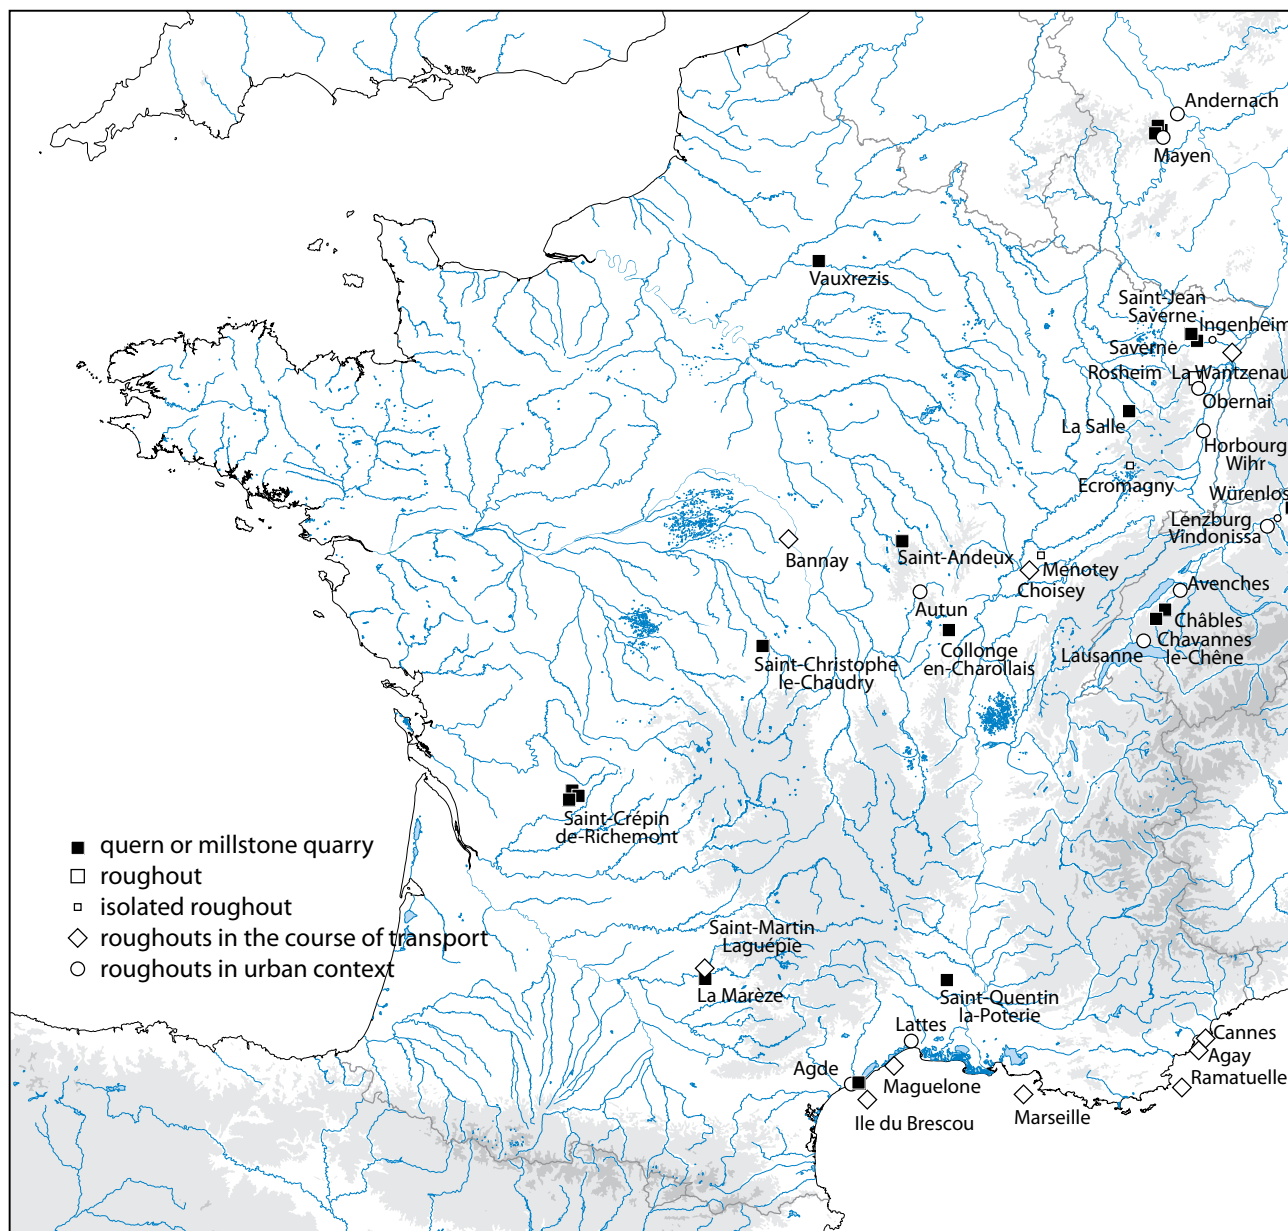 Andernach
Mayen
Vauxrezis
Saint-Jean
Saverne
Ingenheim
Saverne
Rosheim
La Wantzenau
Obernai
La Salle
Horbourg
Wihr
Ecromagny
Würenlos
Lenzburg
Vindonissa
Bannay
Saint-Andeux
Menotey
Choisey
Avenches
Autun
Châbles
Collonge
en-Charollais
Chavannes
le-Chêne
Lausanne
Saint-Christophe
le-Chaudry
Saint-Crépin
de-Richemont
quern or millstone quarry
roughout
isolated roughout
roughouts in the course of transport
roughouts in urban context
Saint-Martin
Laguépie
La Marèze
Saint-Quentin
la-Poterie
Lattes
Cannes
Agay
Agde
Maguelone
Ramatuelle
Ile du Brescou
Marseille